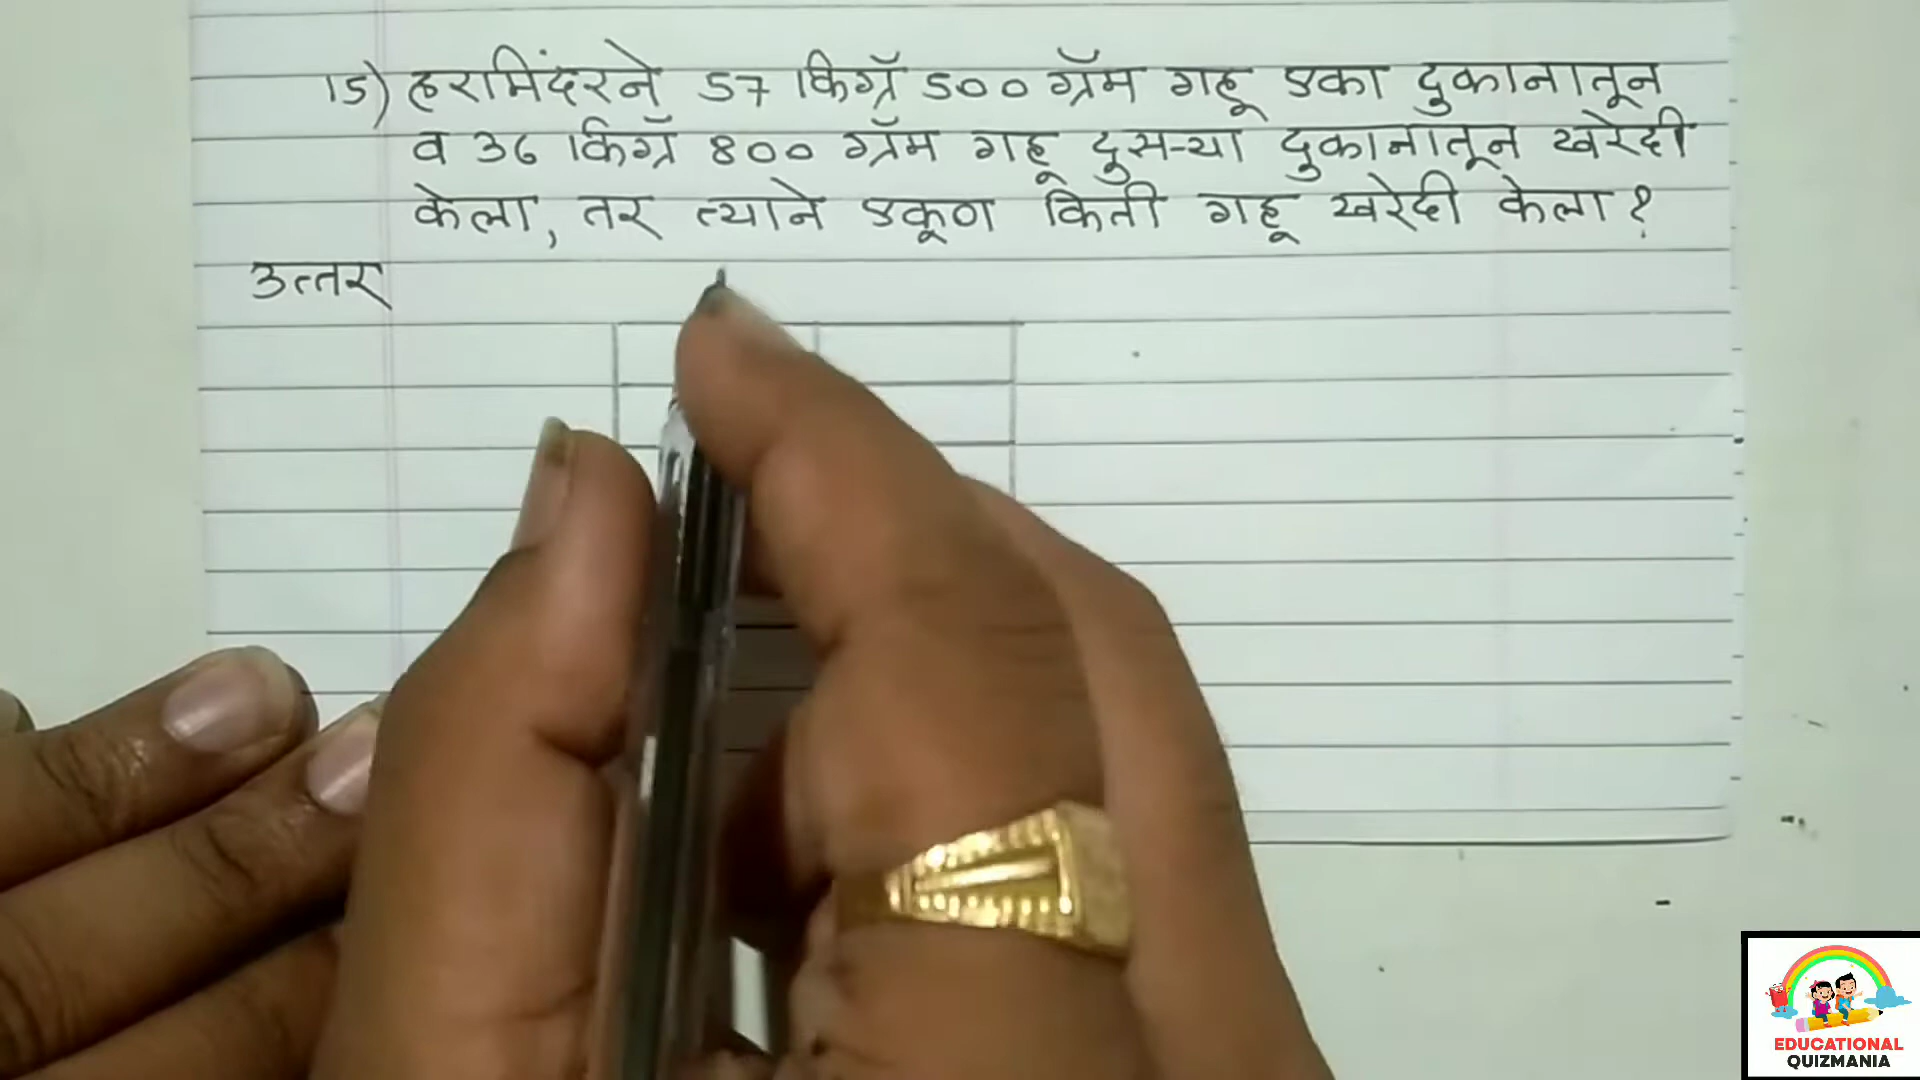 15) हरमिंदरने 57 किग्रॅ 500 ग्रॅम गहू एका दुकानातून
व 36 किग्रॅ 800 ग्रॅम गहू दुसऱ्या दुकानातून खरेदी
केला, तर त्याने एकूण किती गहू खरेदी केला?
उत्तर
EDUCATIONAL
QUIZMANIA